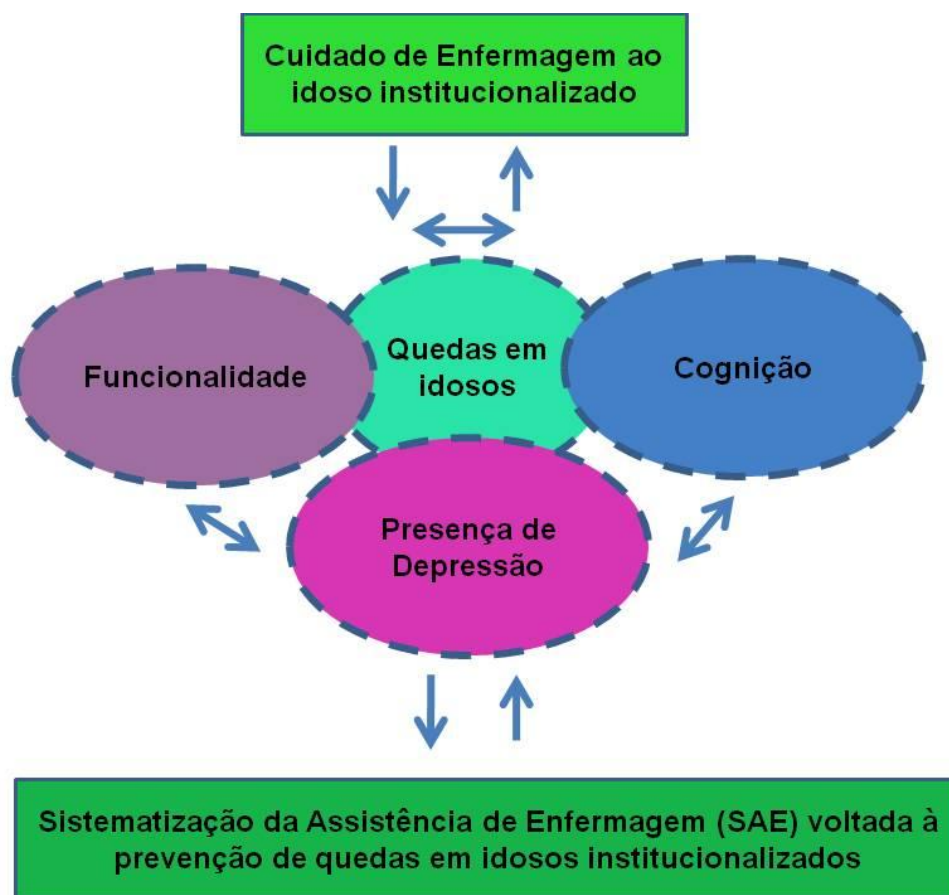 Cuidado de Enfermagem ao
idoso institucionalizado
Funcionalidade
Quedas em
idosos
Cognição
Presença de
Depressão
Sistematização da Assistência de Enfermagem (SAE) voltada à
prevenção de quedas em idosos institucionalizados